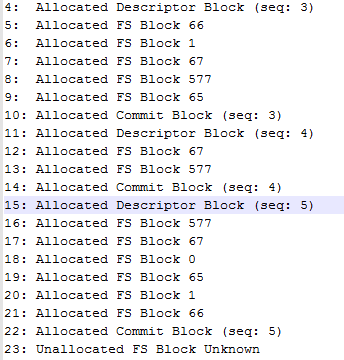 4:  Allocated Descriptor Block (seq: 3)
5:  Allocated FS Block 66
6:  Allocated FS Block 1
7:  Allocated FS Block 67
8:  Allocated FS Block 577
9:  Allocated FS Block 65
10: Allocated Commit Block (seq: 3)
11: Allocated Descriptor Block (seq: 4)
12: Allocated FS Block 67
13: Allocated FS Block 577
14: Allocated Commit Block (seq: 4)
15: Allocated Descriptor Block (seq: 5)
16: Allocated FS Block 577
17: Allocated FS Block 67
18: Allocated FS Block 0
19: Allocated FS Block 65
20: Allocated FS Block 1
21: Allocated FS Block 66
22: Allocated Commit Block (seq: 5)
23: Unallocated FS Block Unknown